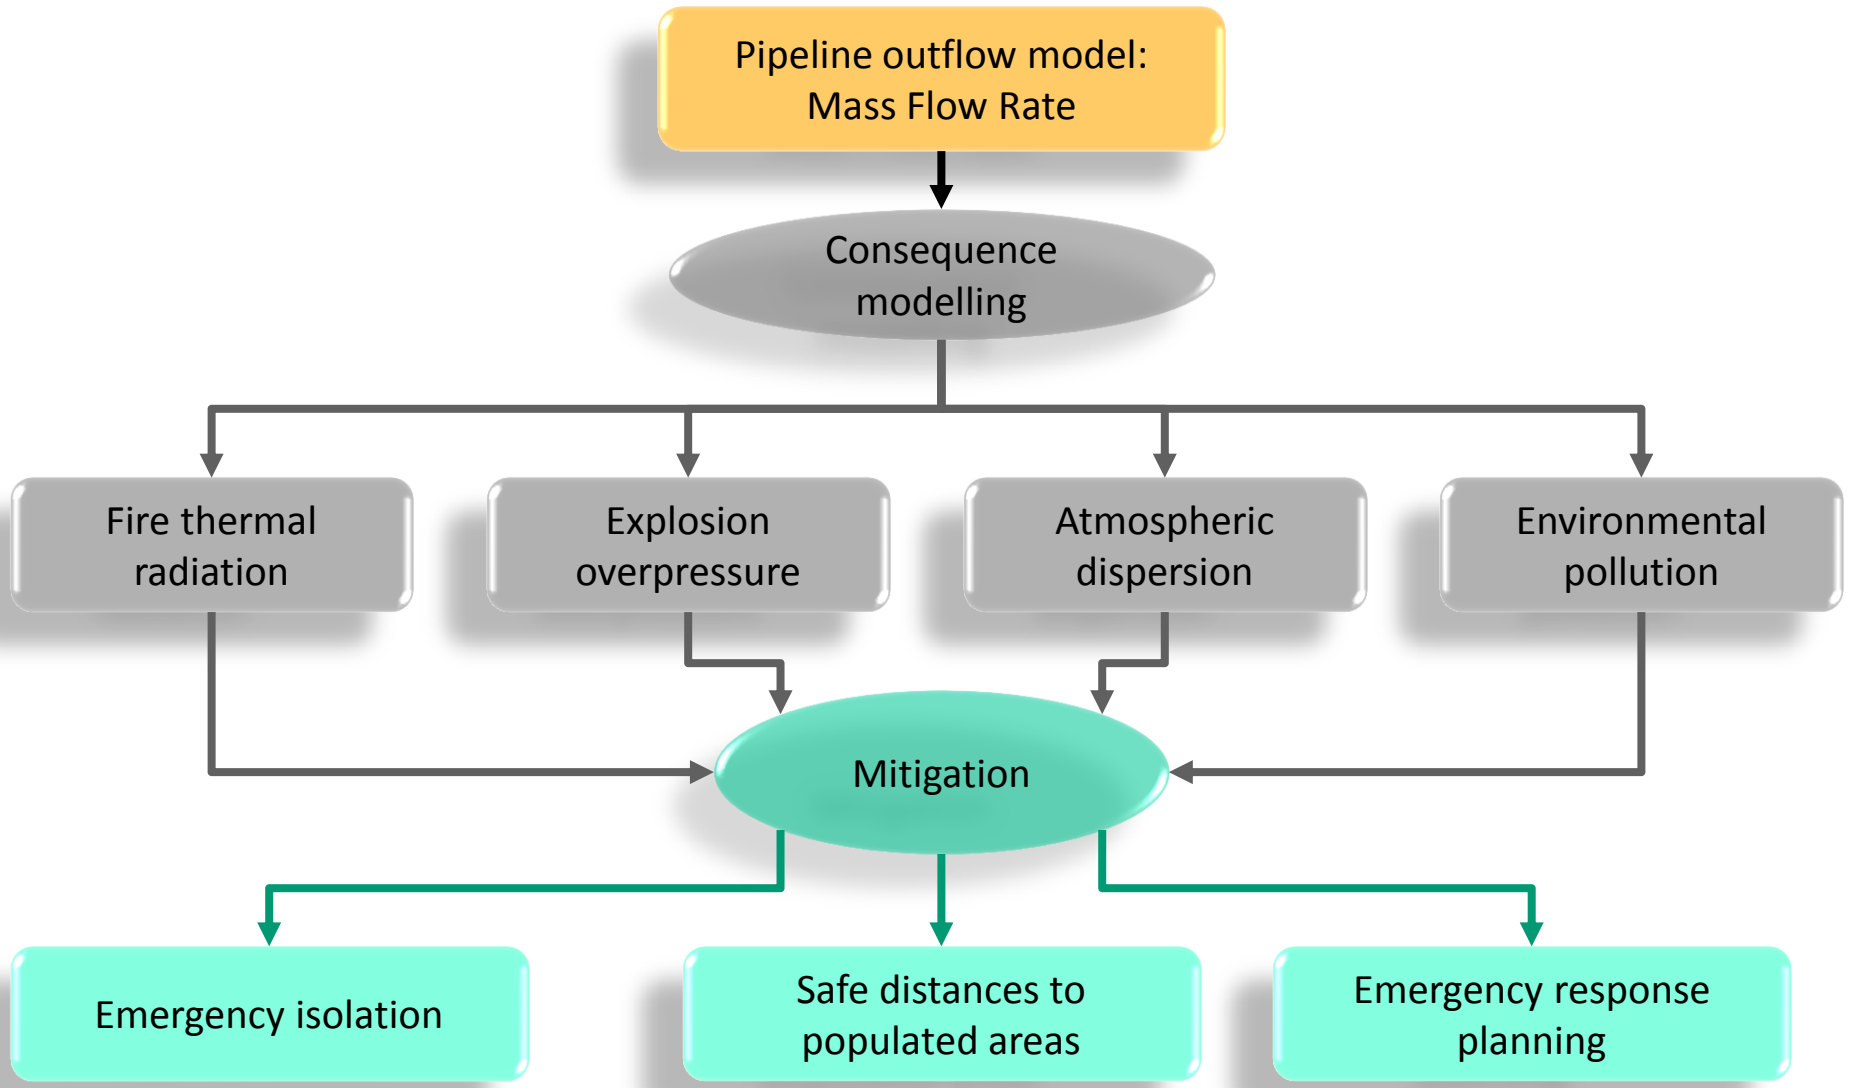 Pipeline outflow model:
Mass Flow Rate
Consequence
modelling
Fire thermal
radiation
Explosion
overpressure
Atmospheric
dispersion
Environmental
pollution
Mitigation
Emergency isolation
Safe distances to
populated areas
Emergency response
planning